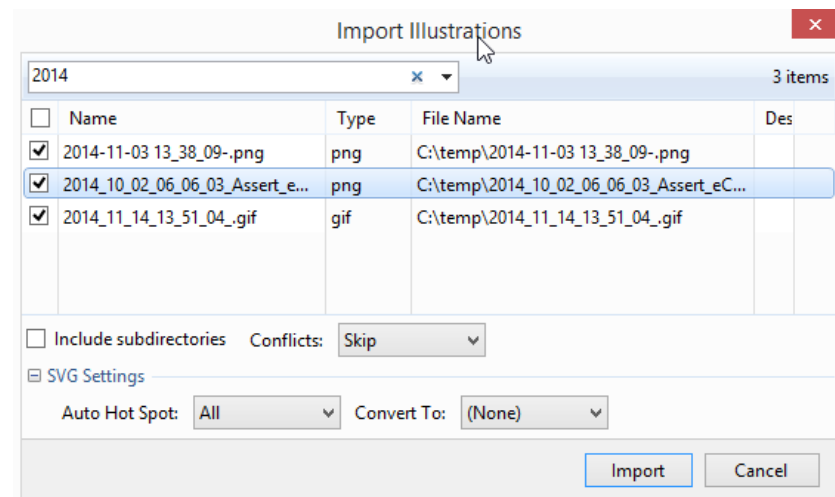 Import Illustrations
2014 3 items
Name Type File Name Des
2014-11-03 13_38_09-.png png C:\temp\2014-11-03 13_38_09-.png
2014_10_02_06_06_03_Assert_e... png C:\temp\2014_10_02_06_06_03_Assert_eC...
2014_11_14_13_51_04_.gif gif C:\temp\2014_11_14_13_51_04_.gif
Include subdirectories Conflicts: Skip
SVG Settings
Auto Hot Spot: All Convert To: (None)
Import Cancel